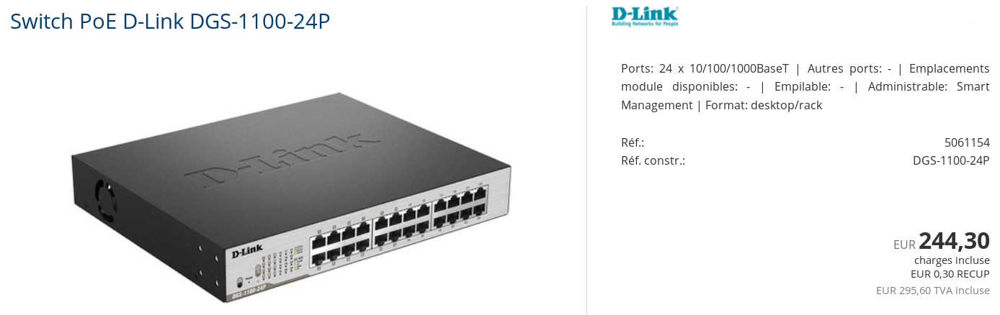 Switch PoE D-Link DGS-1100-24P
D-Link
Building Networks for People
Ports: 24 x 10/100/1000BaseT | Autres ports: - | Emplacements
module disponibles: - | Empilable: - | Administrable: Smart
Management | Format: desktop/rack
Réf.: 5061154
Réf. constr.: DGS-1100-24P
D-Link
D-Link
DGS-1100-24P
EUR 244,30
charges incluse
EUR 0,30 RECUP
EUR 295,60 TVA incluse